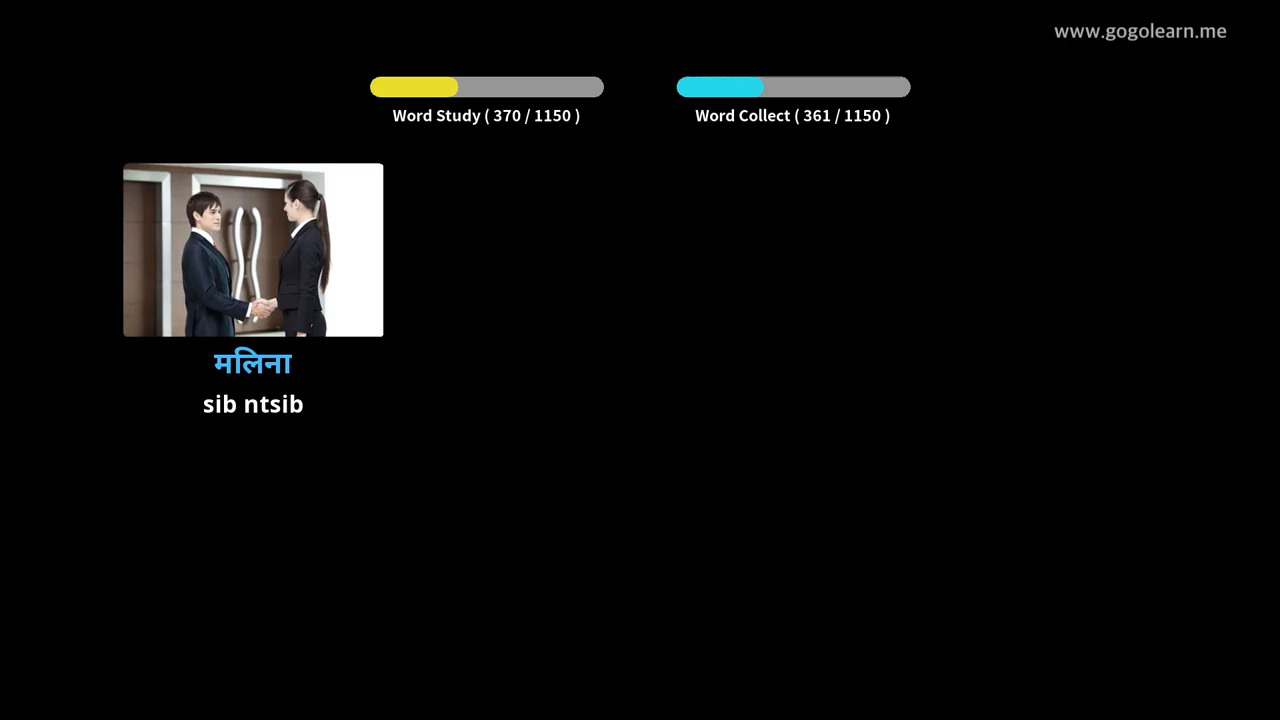 www.gogolearn.me
Word Study ( 370 / 1150 )
Word Collect ( 361 / 1150 )
मलिना
sib ntsib